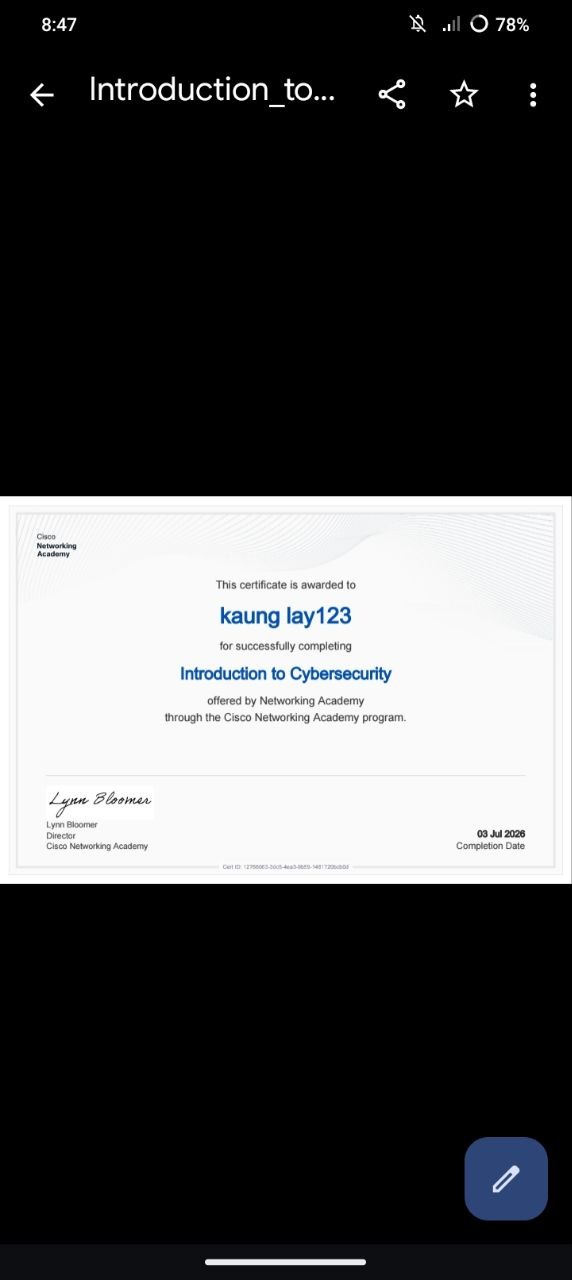 8:47
78%
Introduction_to...
Cisco
Networking
Academy
This certificate is awarded to
kaung lay123
for successfully completing
Introduction to Cybersecurity
offered by Networking Academy
through the Cisco Networking Academy program.
Lynn Bloomer
Lynn Bloomer
Director
Cisco Networking Academy
03 Jul 2026
Completion Date
Cert ID: